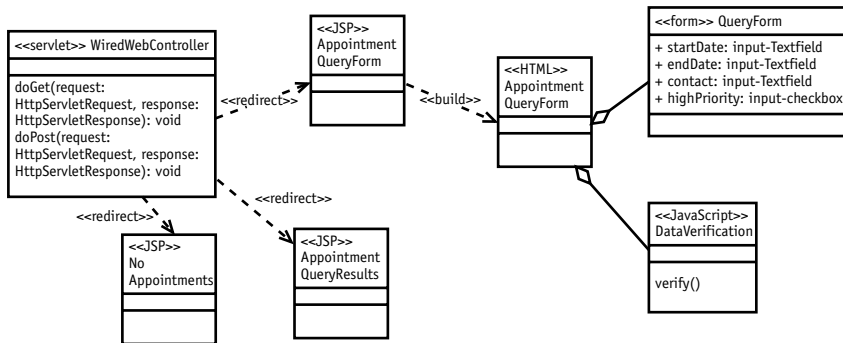 <<servlet>> WiredWebController
doGet(request:
HttpServletRequest, response:
HttpServletResponse): void
doPost(request:
HttpServletRequest, response:
HttpServletResponse): void
<<redirect>>
<<JSP>>
Appointment
QueryForm
<<build>>
<<HTML>>
Appointment
QueryForm
<<form>> QueryForm
+ startDate: input-Textfield
+ endDate: input-Textfield
+ contact: input-Textfield
+ highPriority: input-checkbox
<<redirect>>
<<redirect>>
<<JSP>>
No
Appointments
<<JSP>>
Appointment
QueryResults
<<JavaScript>>
DataVerification
verify()